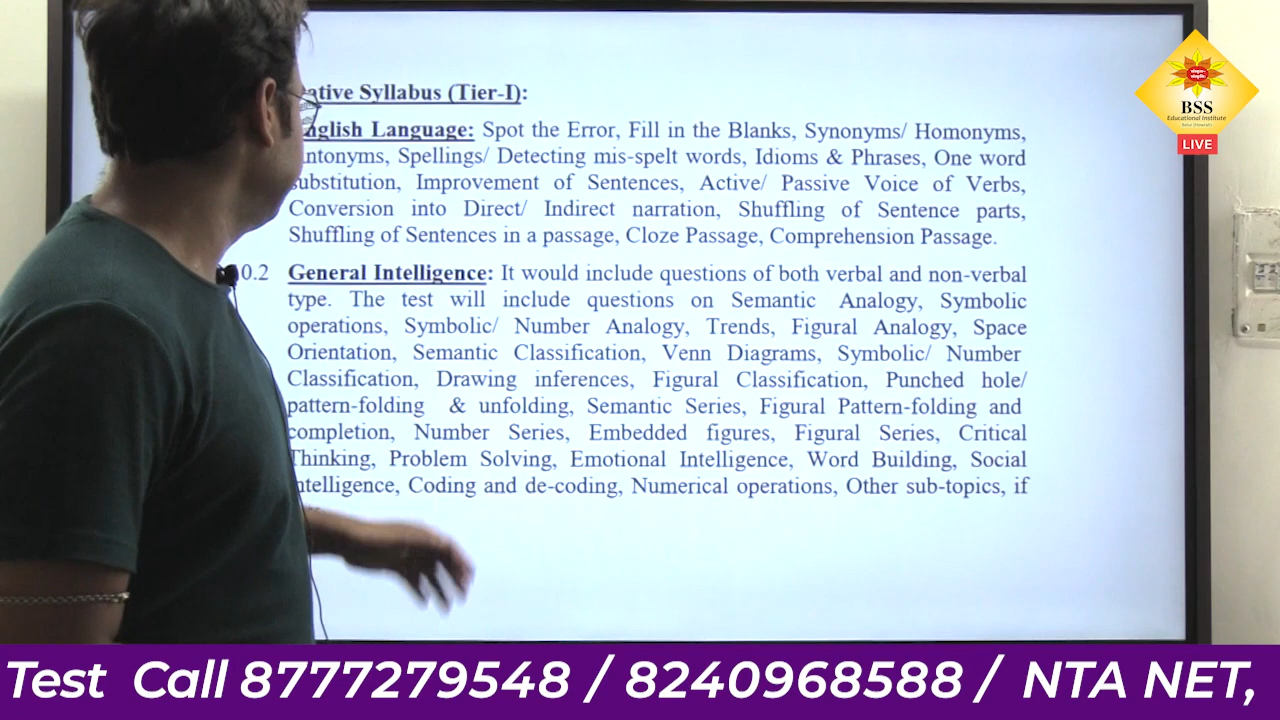 ative Syllabus (Tier-I):
nglish Language: Spot the Error, Fill in the Blanks, Synonyms/ Homonyms,
ntonyms, Spellings/ Detecting mis-spelt words, Idioms & Phrases, One word
substitution, Improvement of Sentences, Active/ Passive Voice of Verbs,
Conversion into Direct/ Indirect narration, Shuffling of Sentence parts,
Shuffling of Sentences in a passage, Cloze Passage, Comprehension Passage.
0.2 General Intelligence: It would include questions of both verbal and non-verbal
type. The test will include questions on Semantic Analogy, Symbolic
operations, Symbolic/ Number Analogy, Trends, Figural Analogy, Space
Orientation, Semantic Classification, Venn Diagrams, Symbolic/ Number
Classification, Drawing inferences, Figural Classification, Punched hole/
pattern-folding & unfolding, Semantic Series, Figural Pattern-folding and
completion, Number Series, Embedded figures, Figural Series, Critical
Thinking, Problem Solving, Emotional Intelligence, Word Building, Social
ntelligence, Coding and de-coding, Numerical operations, Other sub-topics, if
BSS
Educational Institute
LIVE
Test Call 8777279548 / 8240968588 / NTA NET,